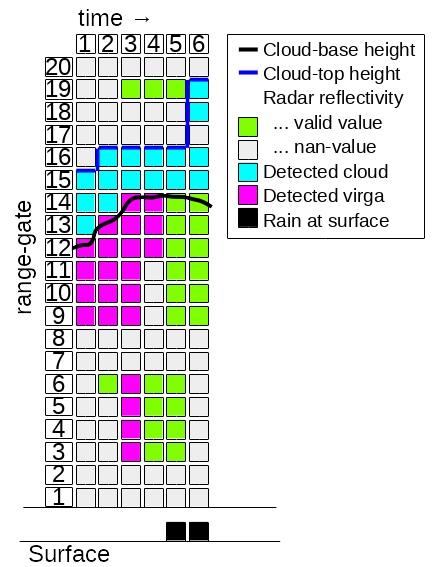 time →
1 2 3 4 5 6
20
19
18
17
16
15
14
13
12
11
10
9
8
7
6
5
4
3
2
1
range-gate
Surface
Cloud-base height
Cloud-top height
Radar reflectivity
... valid value
... nan-value
Detected cloud
Detected virga
Rain at surface